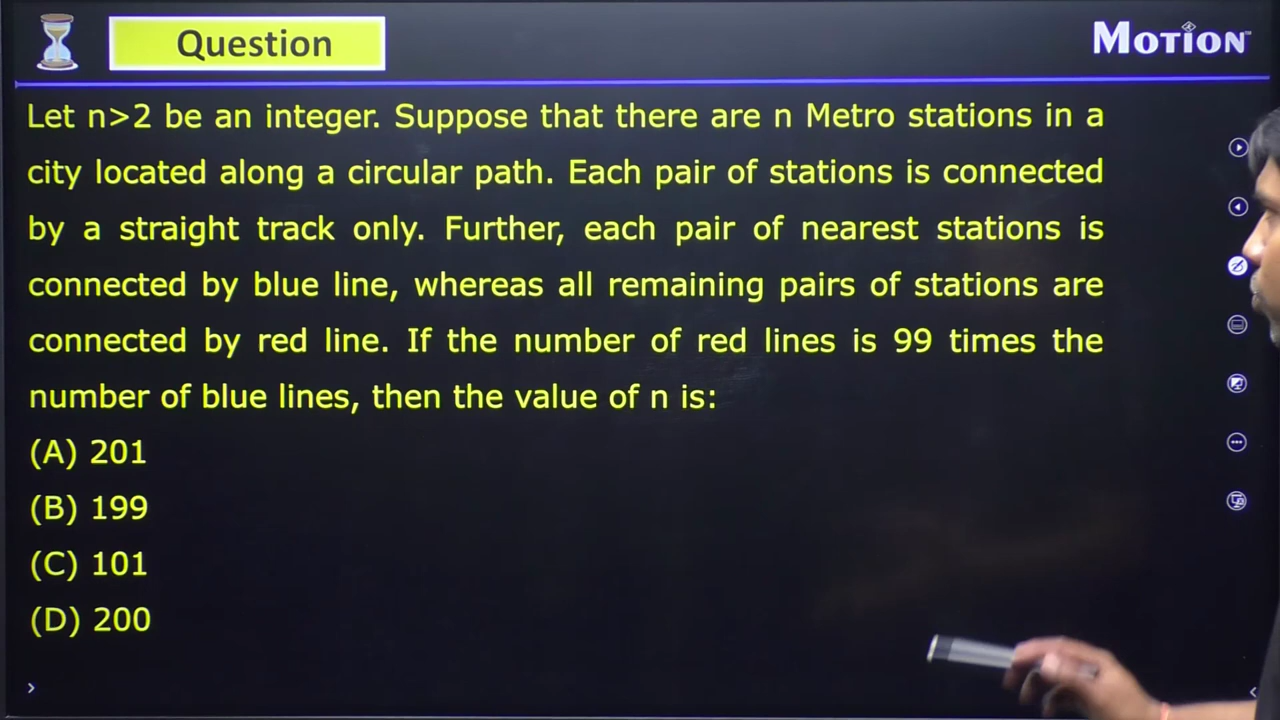 Question
MOTION
Let n>2 be an integer. Suppose that there are n Metro stations in a
city located along a circular path. Each pair of stations is connected
by a straight track only. Further, each pair of nearest stations is
connected by blue line, whereas all remaining pairs of stations are
connected by red line. If the number of red lines is 99 times the
number of blue lines, then the value of n is:
(A) 201
(B) 199
(C) 101
(D) 200